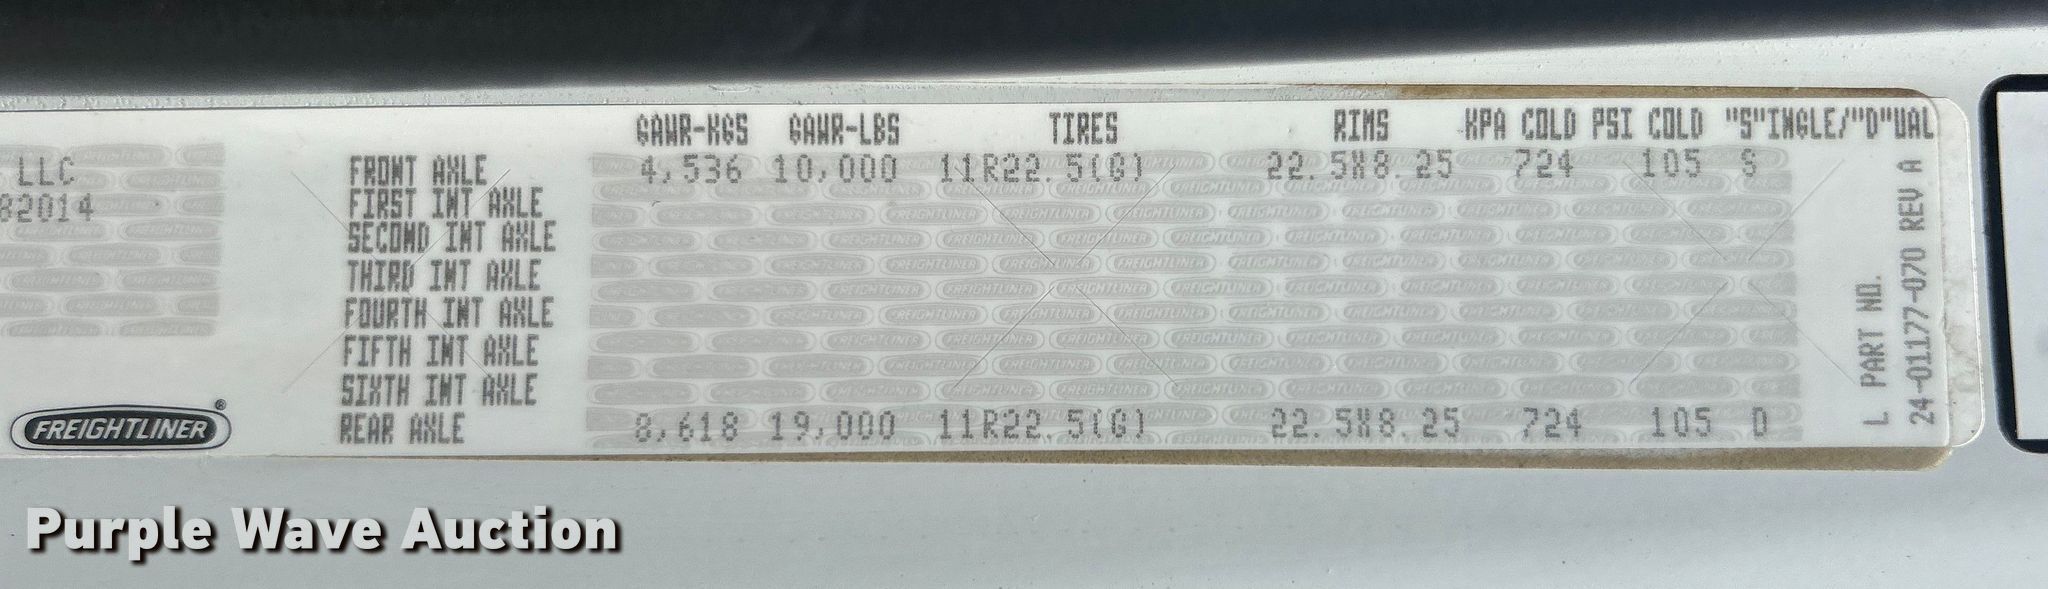 GAWR-KGS GAWR-LBS TIRES RIMS KPA COLD PSI COLD "S"INGLE/"D"UAL
LLC
82014
FRONT AXLE 4,536 10,000 11R22.5(G) 22.5X8.25 724 105 S
FIRST INT AXLE
SECOND INT AXLE
THIRD INT AXLE
FOURTH INT AXLE
FIFTH INT AXLE
SIXTH INT AXLE
REAR AXLE 8,618 19,000 11R22.5(G) 22.5X8.25 724 105 D
FREIGHTLINER®
L PART NO.
24-01177-070 REV A
Purple Wave Auction